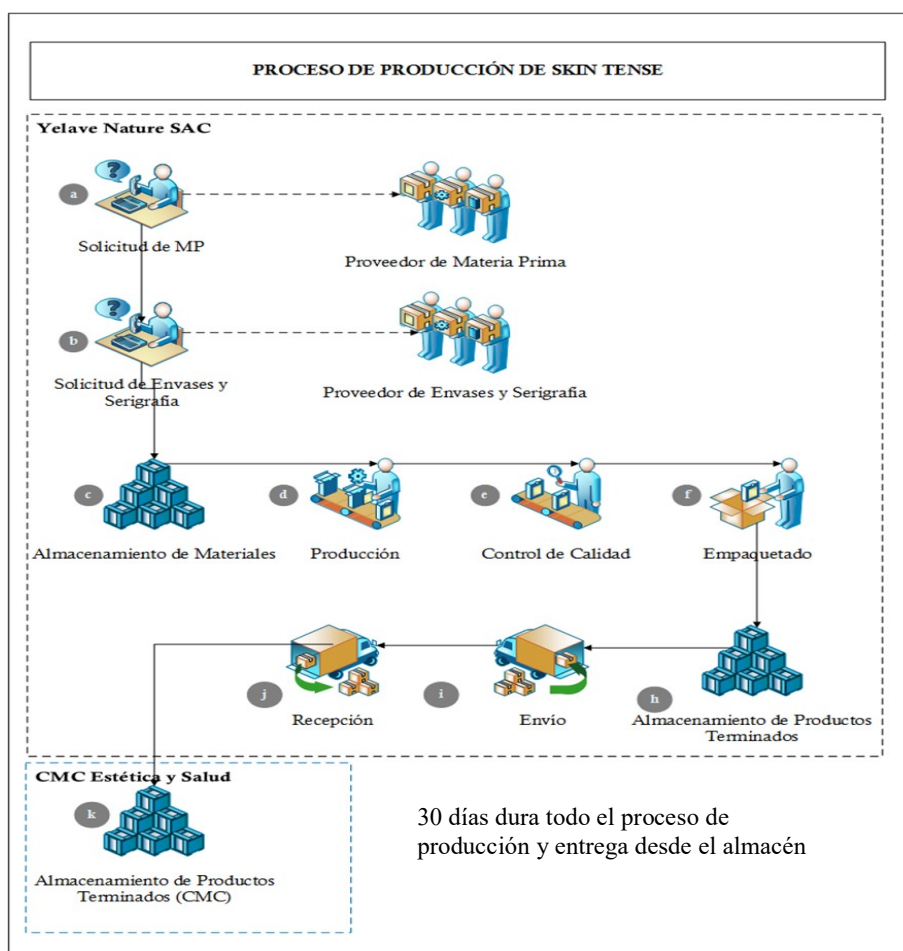 PROCESO DE PRODUCCIÓN DE SKIN TENSE
Yelave Nature SAC
a
Solicitud de MP
Proveedor de Materia Prima
b
Solicitud de Envases y
Serigrafía
Proveedor de Envases y Serigrafía
c
Almacenamiento de Materiales
d
Producción
e
Control de Calidad
f
Empaquetado
j
Recepción
i
Envío
h
Almacenamiento de Productos
Terminados
CMC Estética y Salud
k
Almacenamiento de Productos
Terminados (CMC)
30 días dura todo el proceso de
producción y entrega desde el almacén